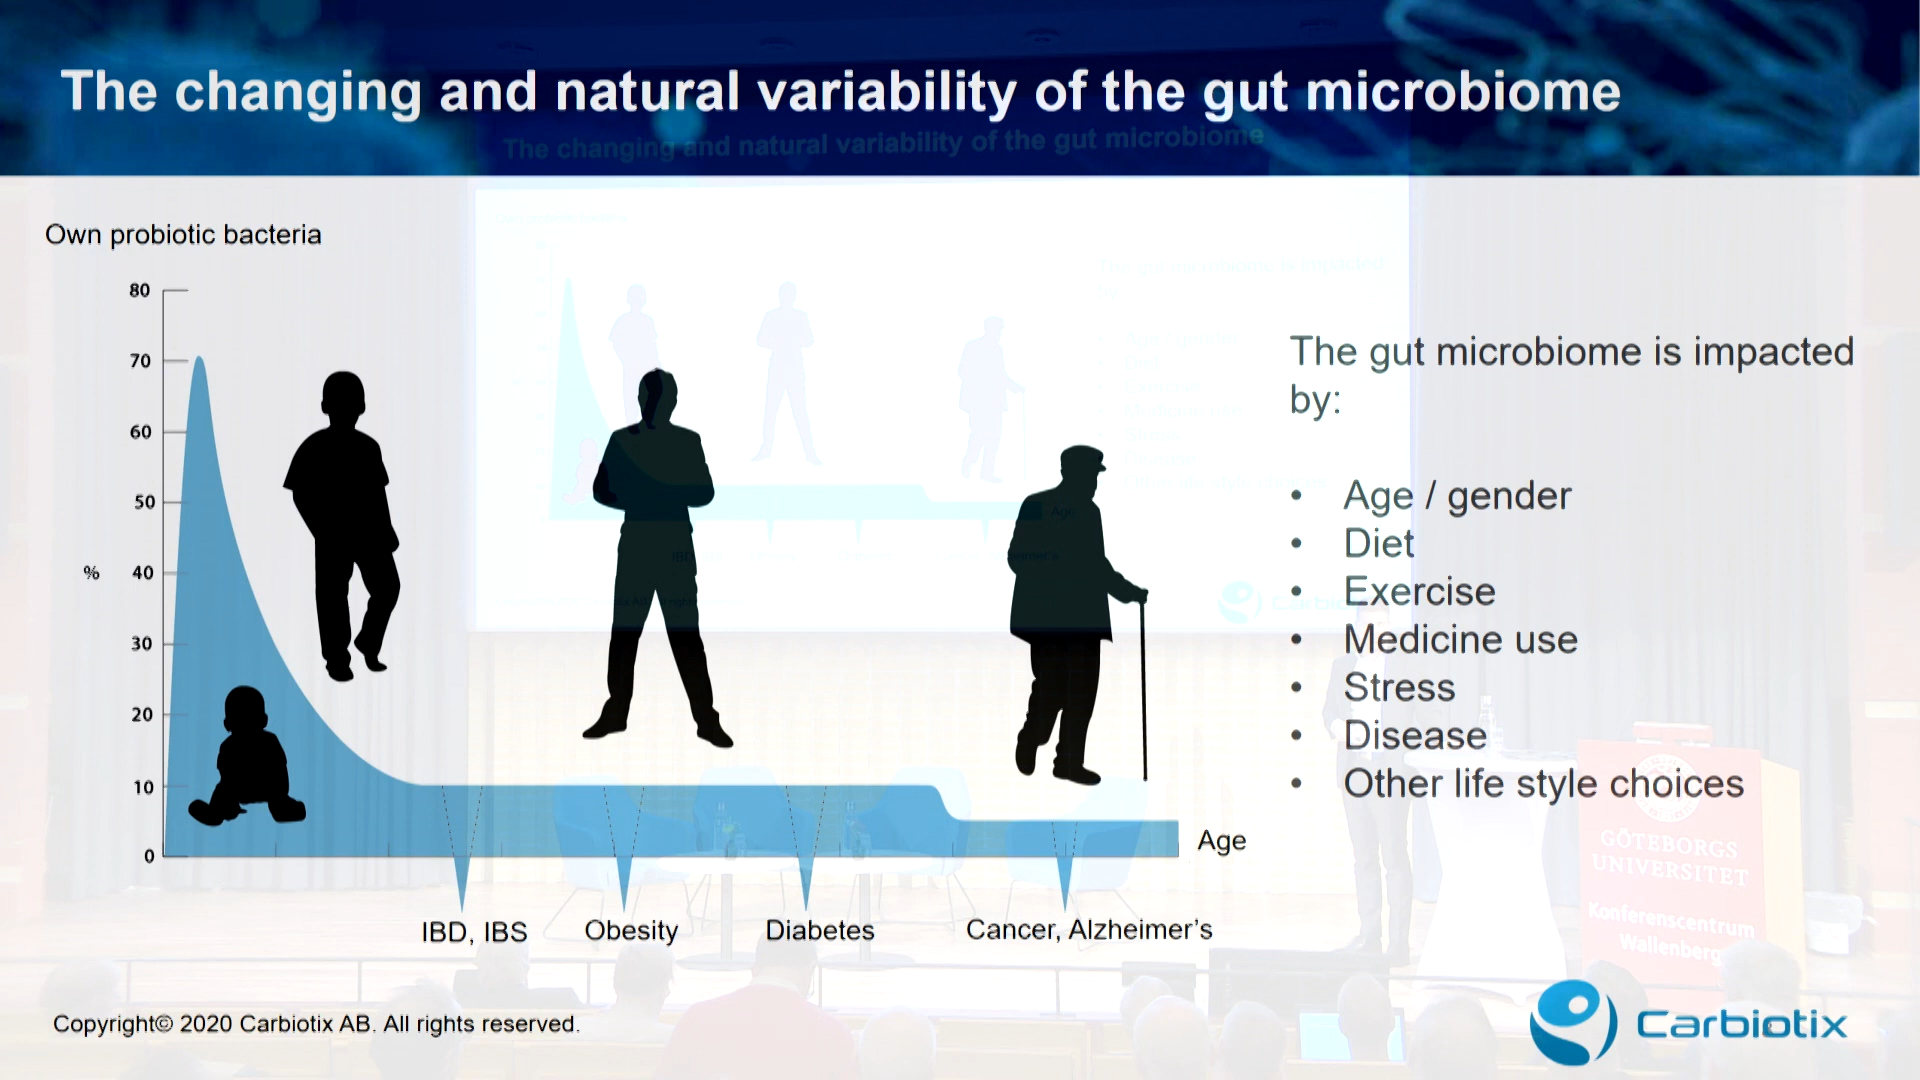 The changing and natural variability of the gut microbiome
The changing and natural variability of the gut microbiome
Own probiotic bacteria
80
70
60
50
% 40
30
20
10
0
Age
IBD, IBS
Obesity
Diabetes
Cancer, Alzheimer's
The gut microbiome is impacted
by:
• Age / gender
• Diet
• Exercise
• Medicine use
• Stress
• Disease
• Other life style choices
Age
GÖTEBORGS
UNIVERSITET
Konferenscentrum
Wallenberg
Copyright© 2020 Carbiotix AB. All rights reserved.
Carbiotix